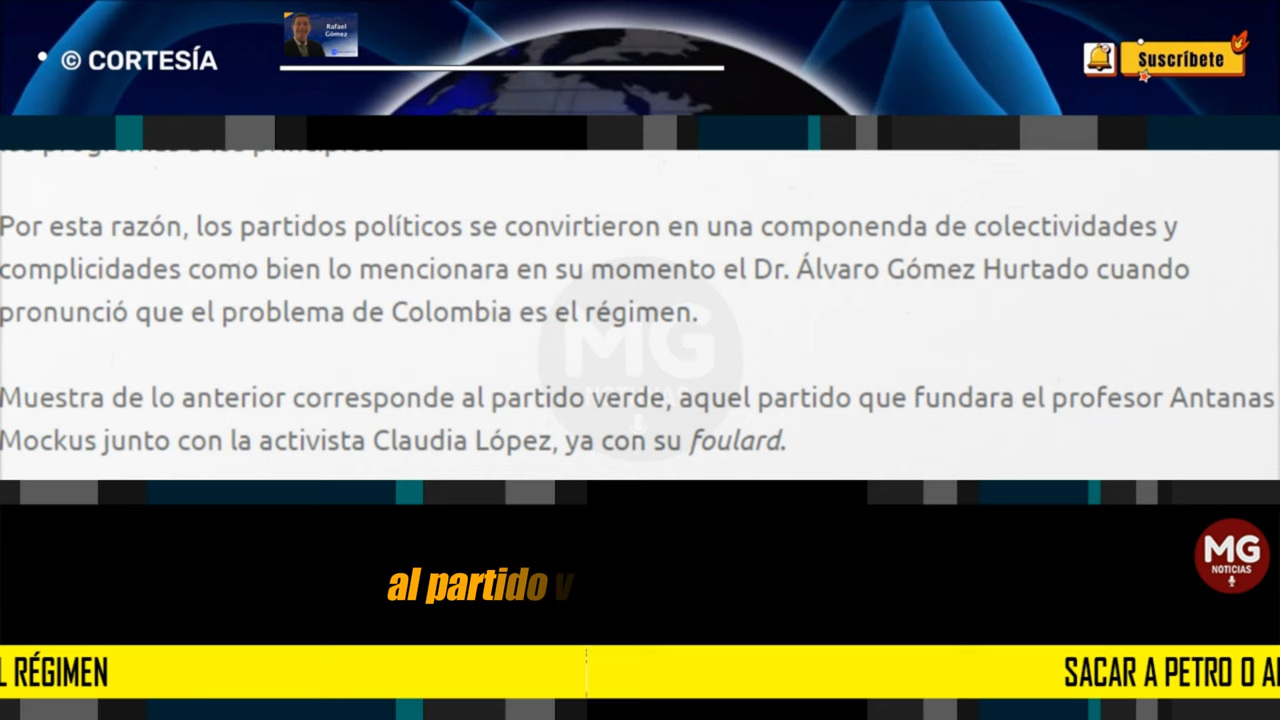 Rafael
Gómez
© CORTESÍA
Suscríbete
Por esta razón, los partidos políticos se convirtieron en una componenda de colectividades y
complicidades como bien lo mencionara en su momento el Dr. Álvaro Gómez Hurtado cuando
pronunció que el problema de Colombia es el régimen.
Muestra de lo anterior corresponde al partido verde, aquel partido que fundara el profesor Antanas
Mockus junto con la activista Claudia López, ya con su foulard.
MG
NOTICIAS
al partido v
MG
NOTICIAS
L RÉGIMEN
SACAR A PETRO O A